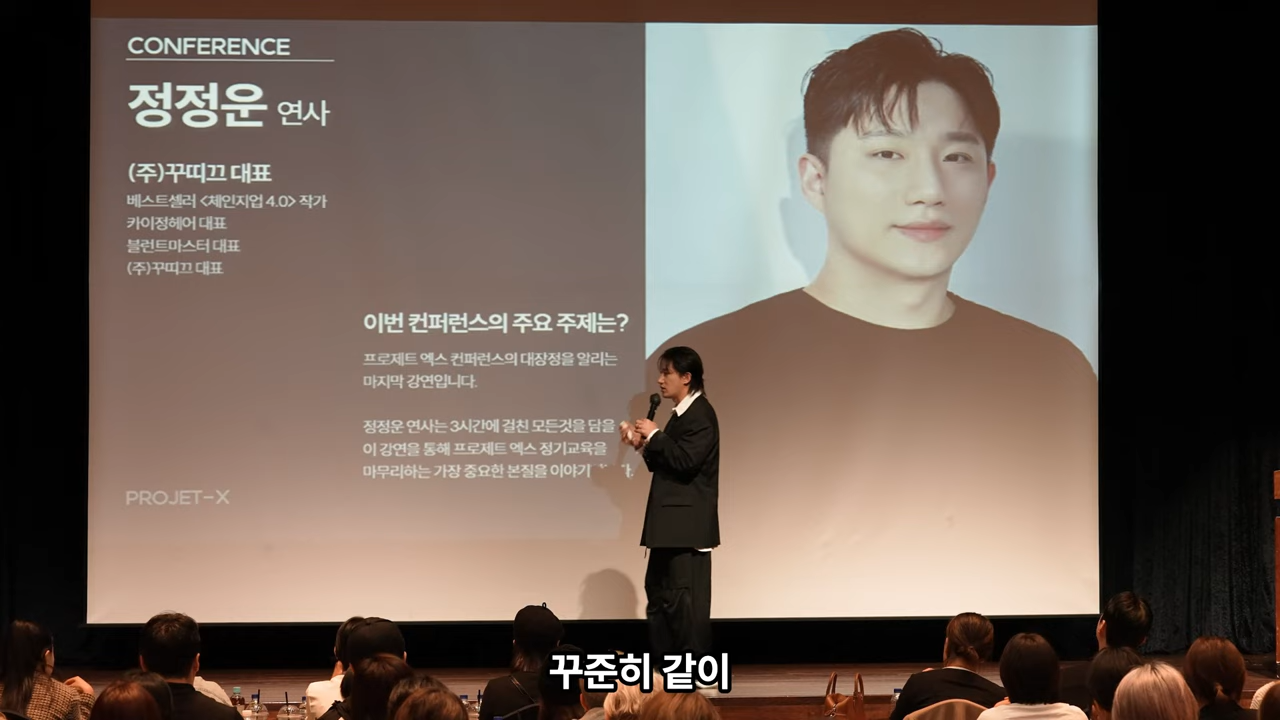 CONFERENCE
정정운 연사
(주)꾸띠끄 대표
베스트셀러 <체인지업 4.0> 작가
카이정헤어 대표
블런트마스터 대표
(주)꾸띠끄 대표
이번 컨퍼런스의 주요 주제는?
프로제트 엑스 컨퍼런스의 대장정을 알리는
마지막 강연입니다.
정정운 연사는 3시간에 걸친 모든것을 담을
이 강연을 통해 프로제트 엑스 정기교육을
마무리하는 가장 중요한 본질을 이야기
PROJET-X
꾸준히 같이